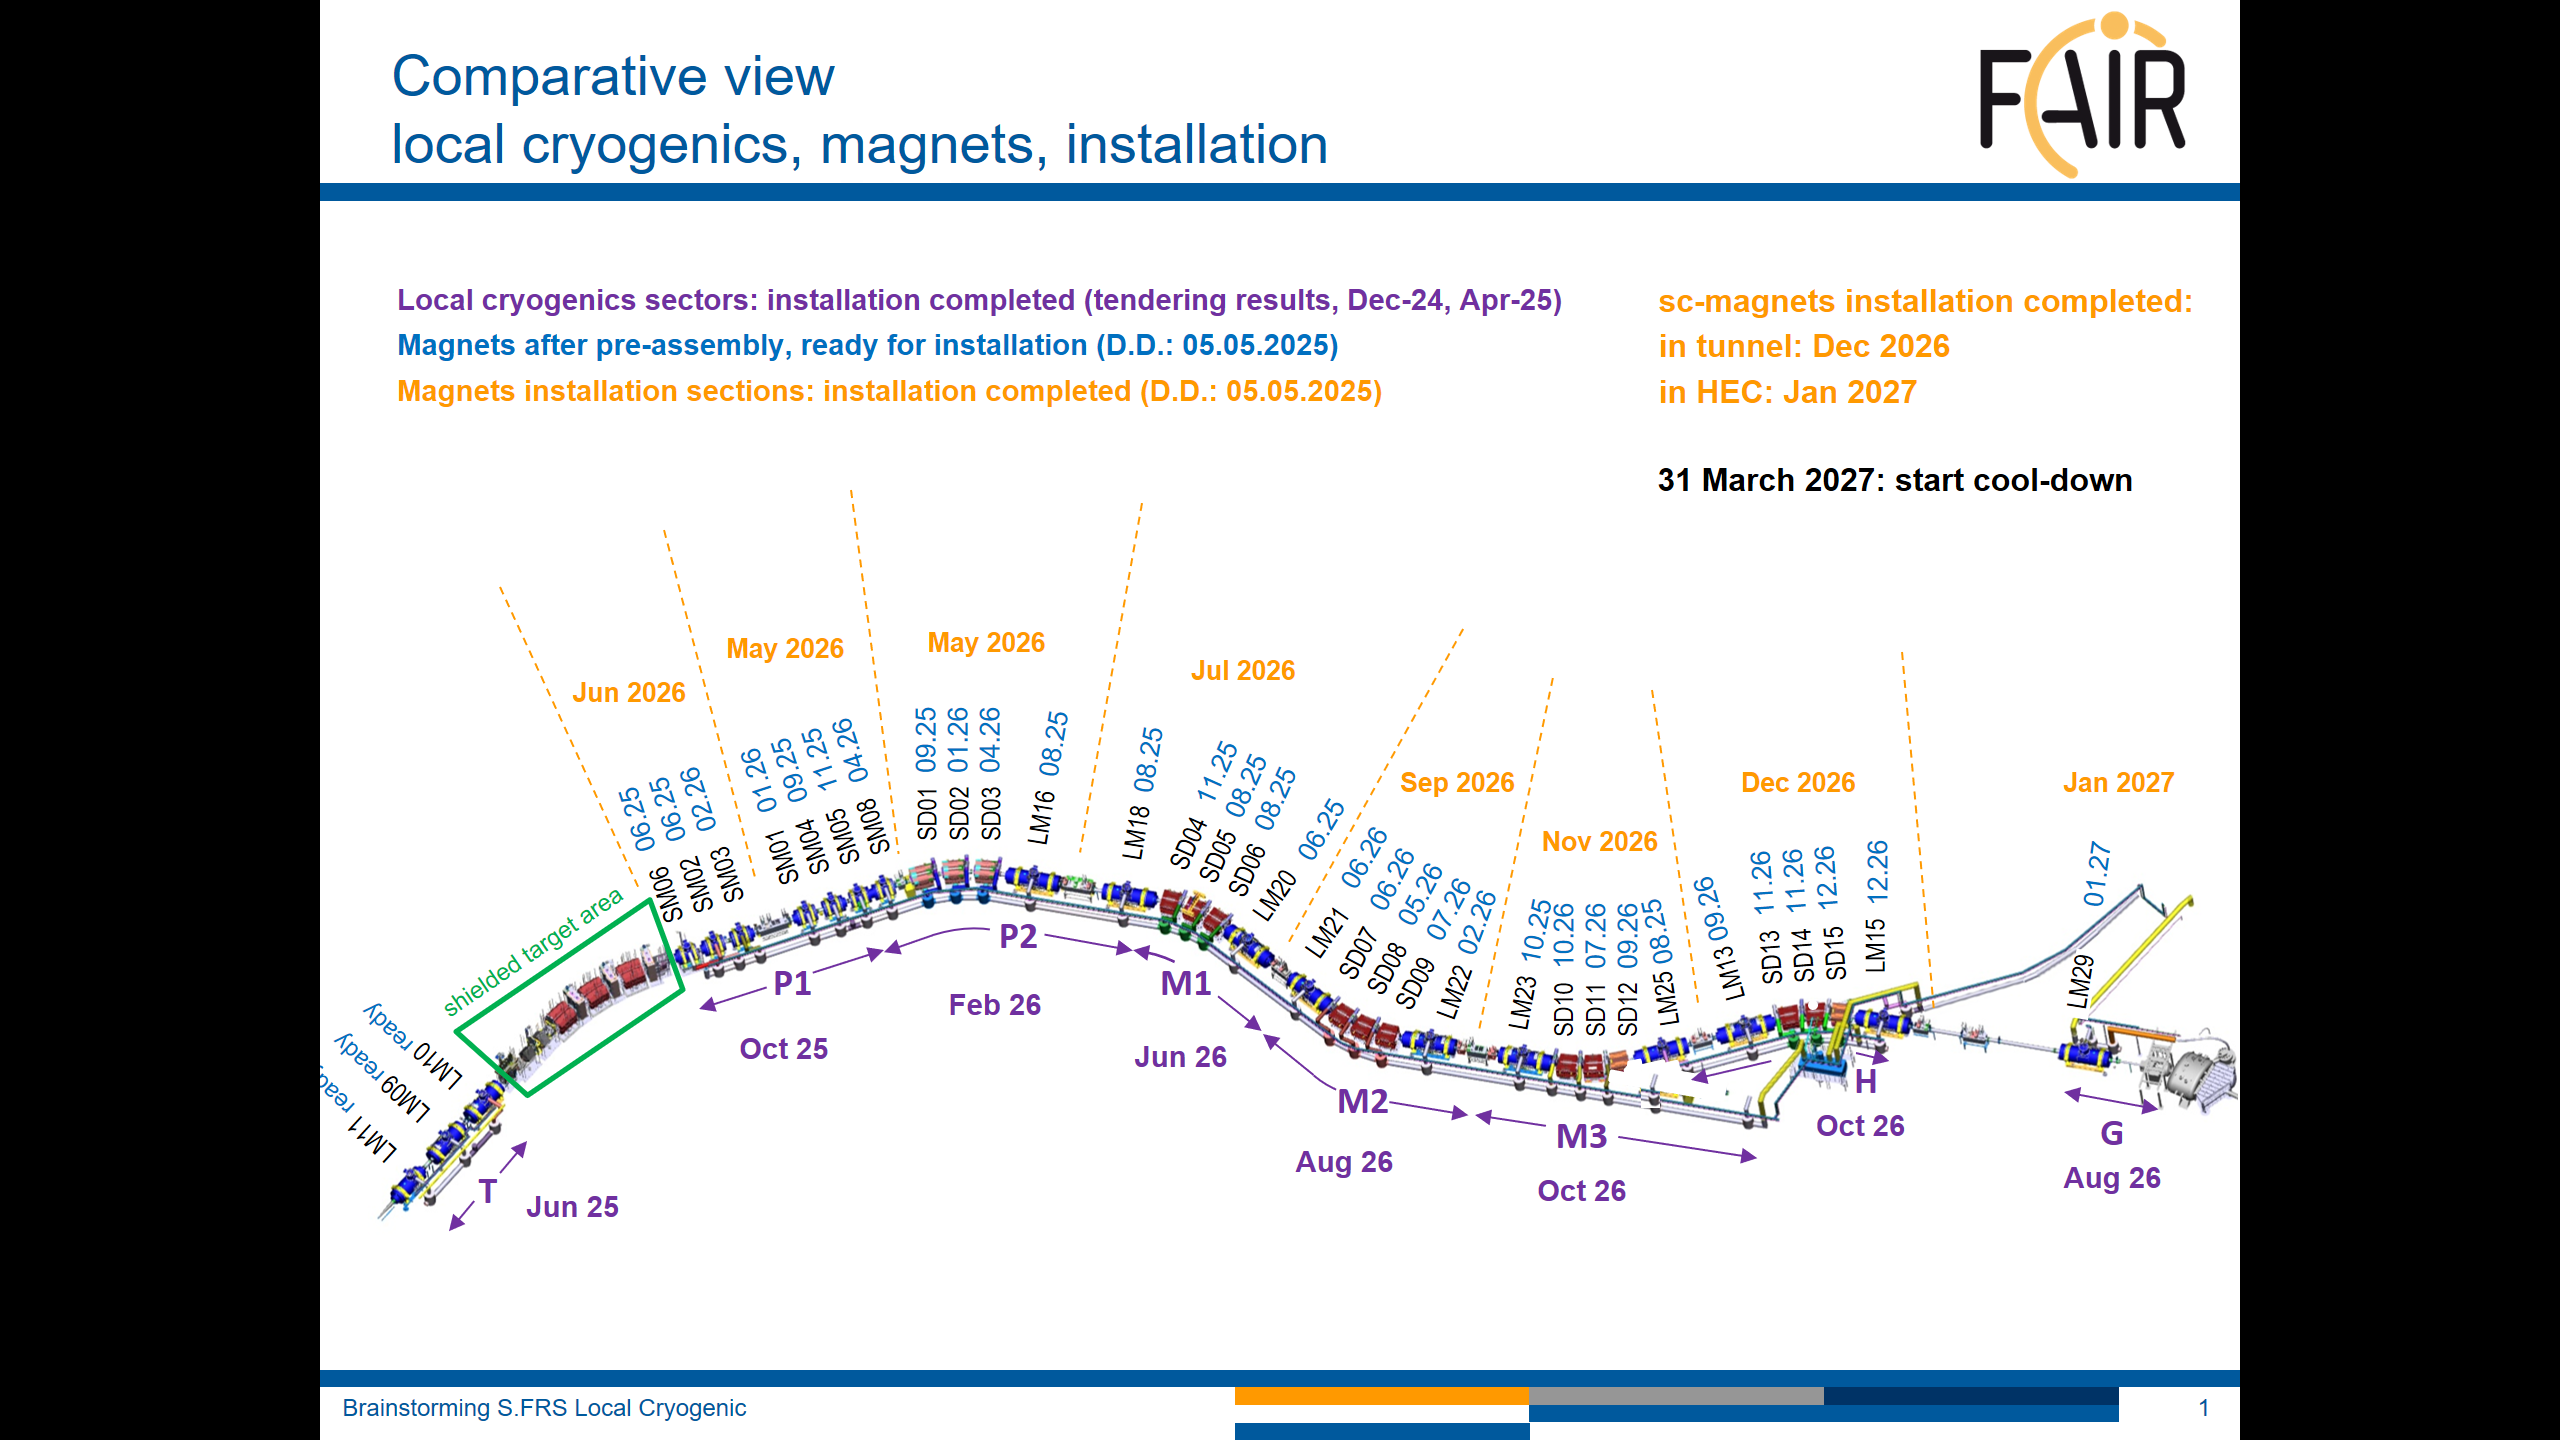 Comparative view
local cryogenics, magnets, installation
FAIR
Local cryogenics sectors: installation completed (tendering results, Dec-24, Apr-25)
Magnets after pre-assembly, ready for installation (D.D.: 05.05.2025)
Magnets installation sections: installation completed (D.D.: 05.05.2025)
sc-magnets installation completed:
in tunnel: Dec 2026
in HEC: Jan 2027
31 March 2027: start cool-down
Jun 2026
May 2026
May 2026
Jul 2026
Sep 2026
Nov 2026
Dec 2026
Jan 2027
shielded target area
LM11 ready
LM09 ready
LM10 ready
SM06 06.25
SM02 06.25
SM03 02.26
SM01 01.26
SM04 09.25
SM05 11.25
SM08 04.26
SD01 09.25
SD02 01.26
SD03 04.26
LM16 08.25
LM18 08.25
SD04 11.25
SD05 08.25
SD06 08.25
LM20 06.25
LM21 06.26
SD07 06.26
SD08 05.26
SD09 07.26
LM22 02.26
LM23 10.25
SD10 10.26
SD11 07.26
SD12 09.26
LM25 08.25
LM13 09.26
SD13 11.26
SD14 11.26
SD15 12.26
LM15 12.26
LM29 01.27
T
Jun 25
P1
Oct 25
P2
Feb 26
M1
Jun 26
M2
Aug 26
M3
Oct 26
H
Oct 26
G
Aug 26
Brainstorming S.FRS Local Cryogenic
1